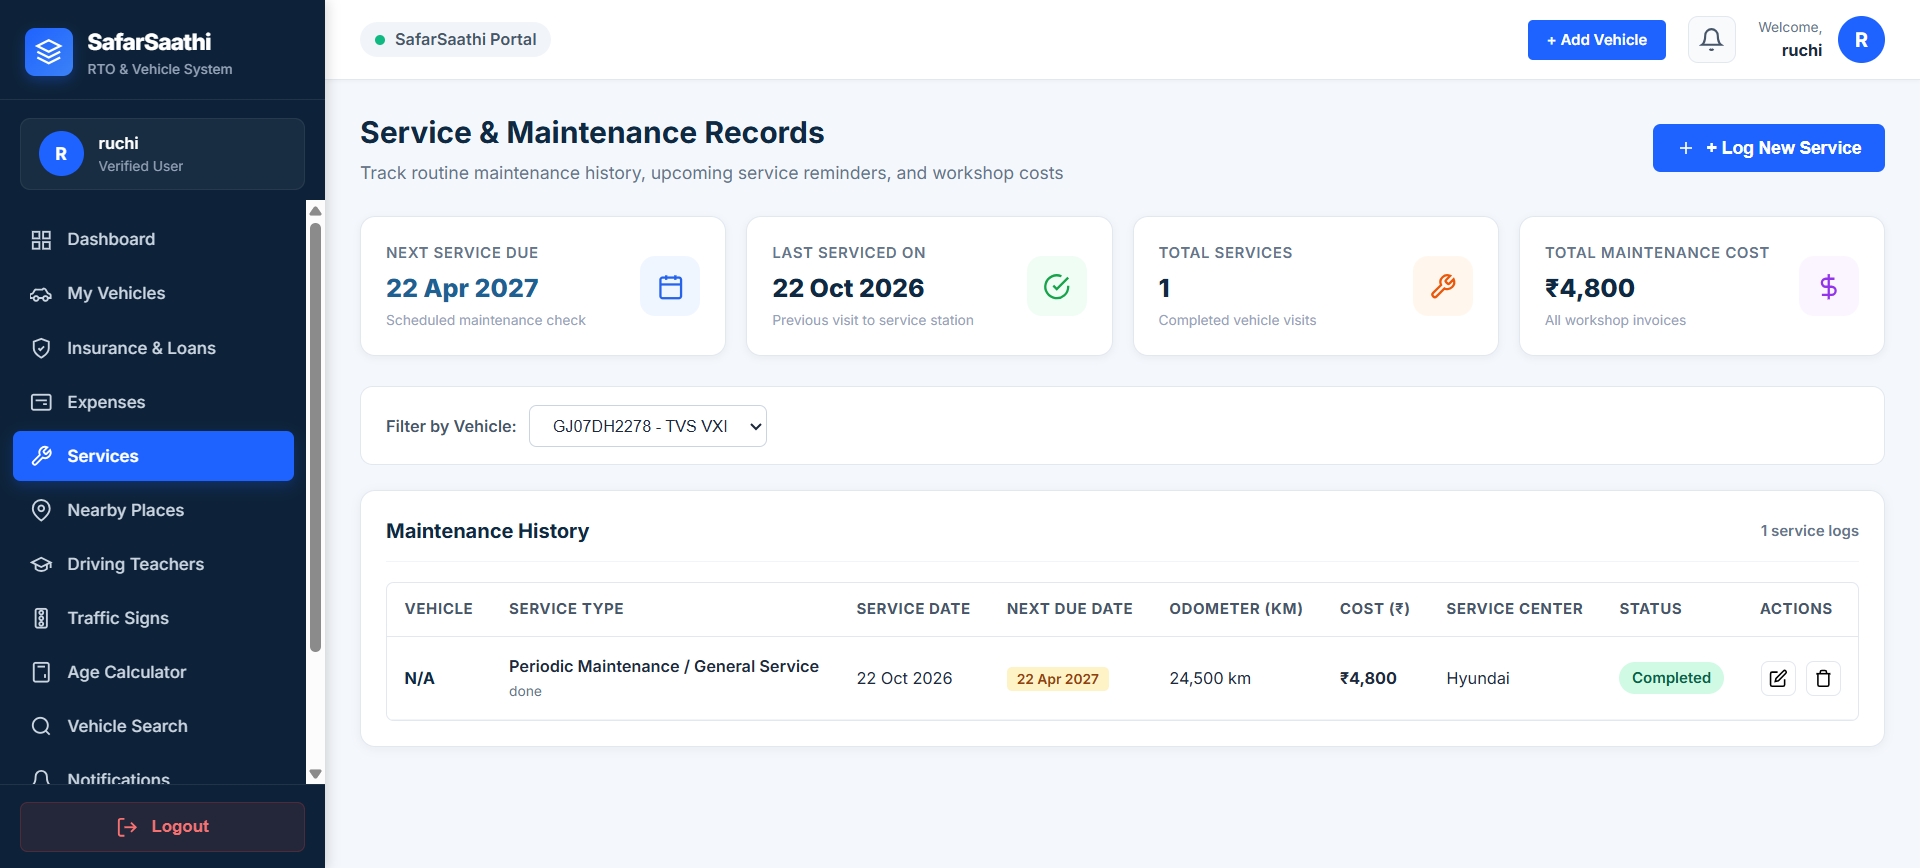 SafarSaathi
RTO & Vehicle System
R
ruchi
Verified User
Dashboard
My Vehicles
Insurance & Loans
Expenses
Services
Nearby Places
Driving Teachers
Traffic Signs
Age Calculator
Vehicle Search
Notifications
Logout
SafarSaathi Portal
+ Add Vehicle
Welcome,
ruchi
R
Service & Maintenance Records
Track routine maintenance history, upcoming service reminders, and workshop costs
+ + Log New Service
NEXT SERVICE DUE
22 Apr 2027
Scheduled maintenance check
LAST SERVICED ON
22 Oct 2026
Previous visit to service station
TOTAL SERVICES
1
Completed vehicle visits
TOTAL MAINTENANCE COST
₹4,800
All workshop invoices
$
Filter by Vehicle: GJ07DH2278 - TVS VXI
Maintenance History
1 service logs
VEHICLE SERVICE TYPE SERVICE DATE NEXT DUE DATE ODOMETER (KM) COST (₹) SERVICE CENTER STATUS ACTIONS
N/A Periodic Maintenance / General Service 22 Oct 2026 22 Apr 2027 24,500 km ₹4,800 Hyundai Completed
done